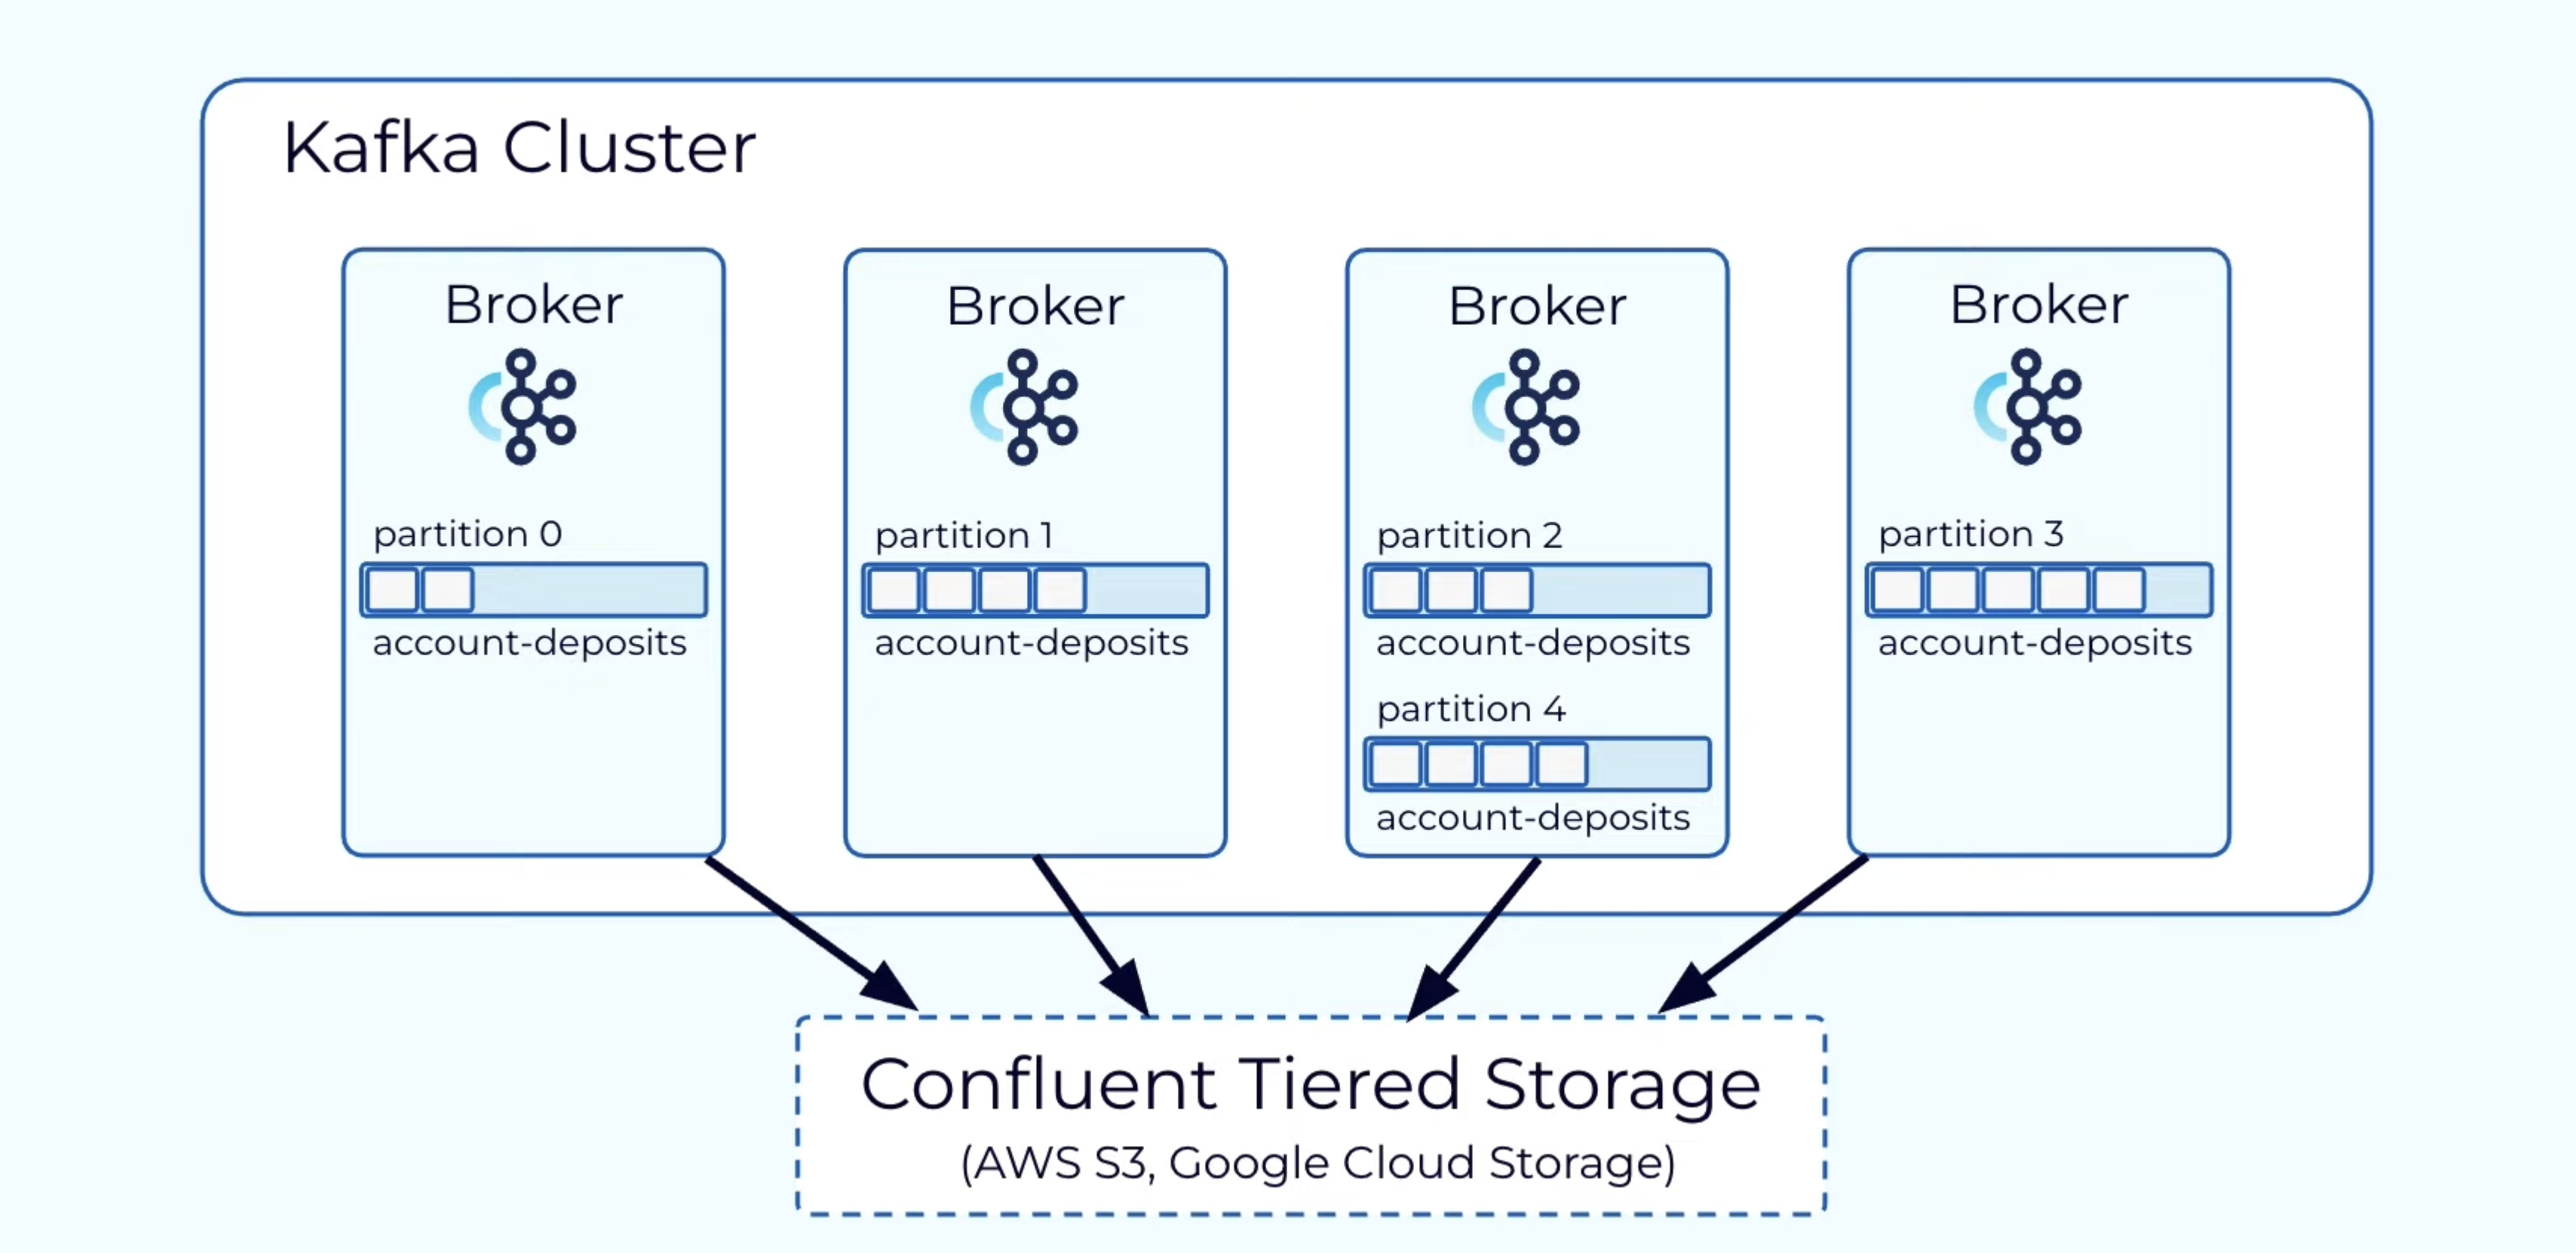 Kafka Cluster
Broker
partition 0
account-deposits
Broker
partition 1
account-deposits
Broker
partition 2
account-deposits
partition 4
account-deposits
Broker
partition 3
account-deposits
Confluent Tiered Storage
(AWS S3, Google Cloud Storage)